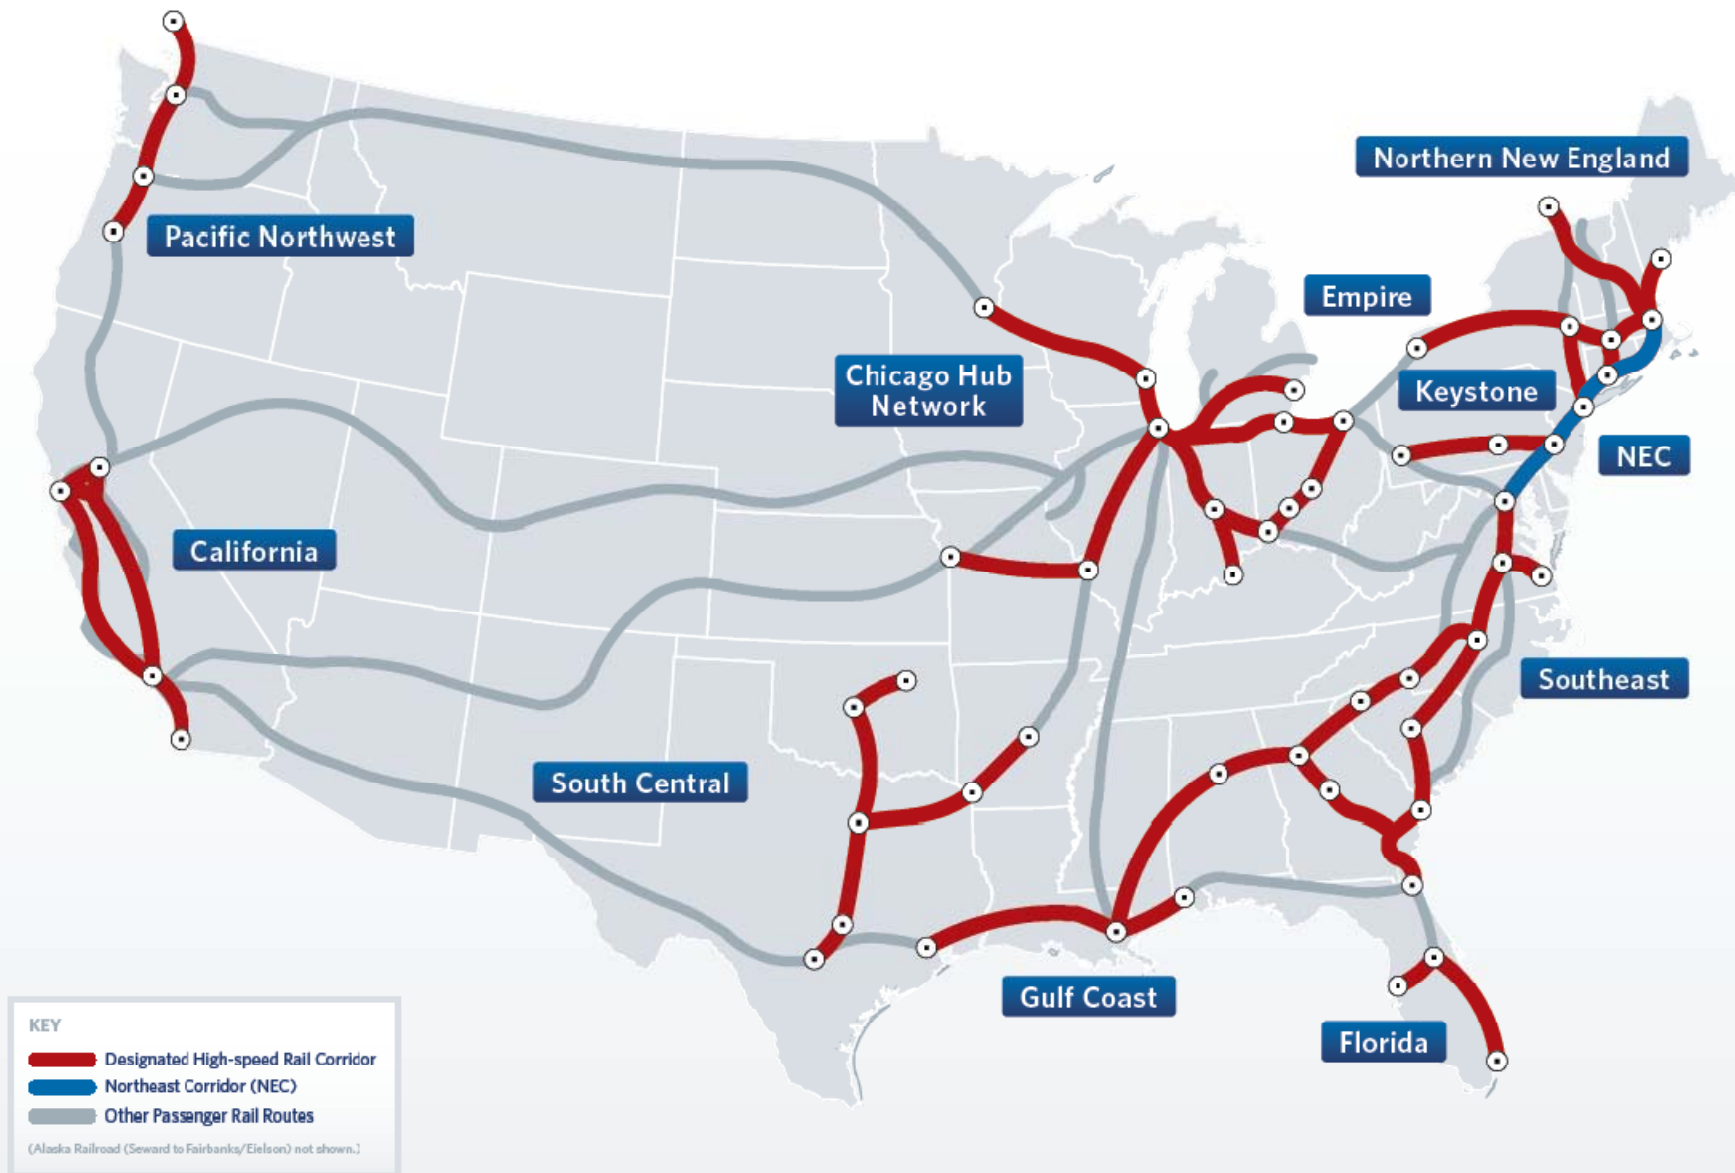 Northern New England
Pacific Northwest
Empire
Chicago Hub
Network
Keystone
NEC
California
Southeast
South Central
Gulf Coast
Florida
KEY
Designated High-speed Rail Corridor
Northeast Corridor (NEC)
Other Passenger Rail Routes
(Alaska Railroad (Seward to Fairbanks/Eielson) not shown.)